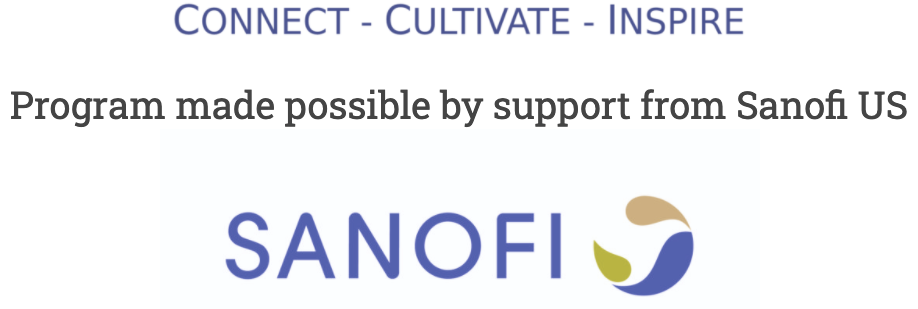 CONNECT - CULTIVATE - INSPIRE
Program made possible by support from Sanofi US
SANOFI